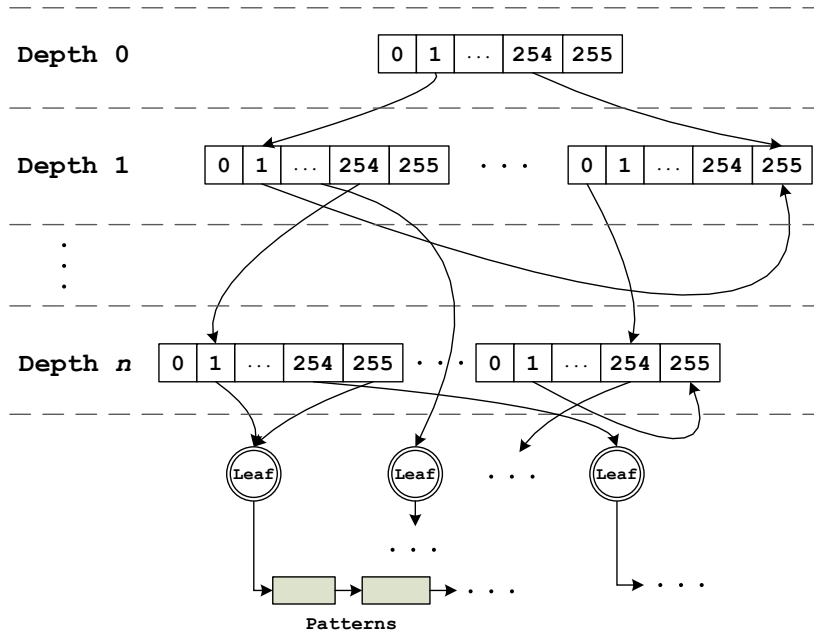 Depth 0
0 1 ... 254 255
Depth 1
0 1 ... 254 255 . . . 0 1 ... 254 255
. . .
Depth n
0 1 ... 254 255 . . . 0 1 ... 254 255
Leaf Leaf . . . Leaf
. . .
. . . . . .
Patterns